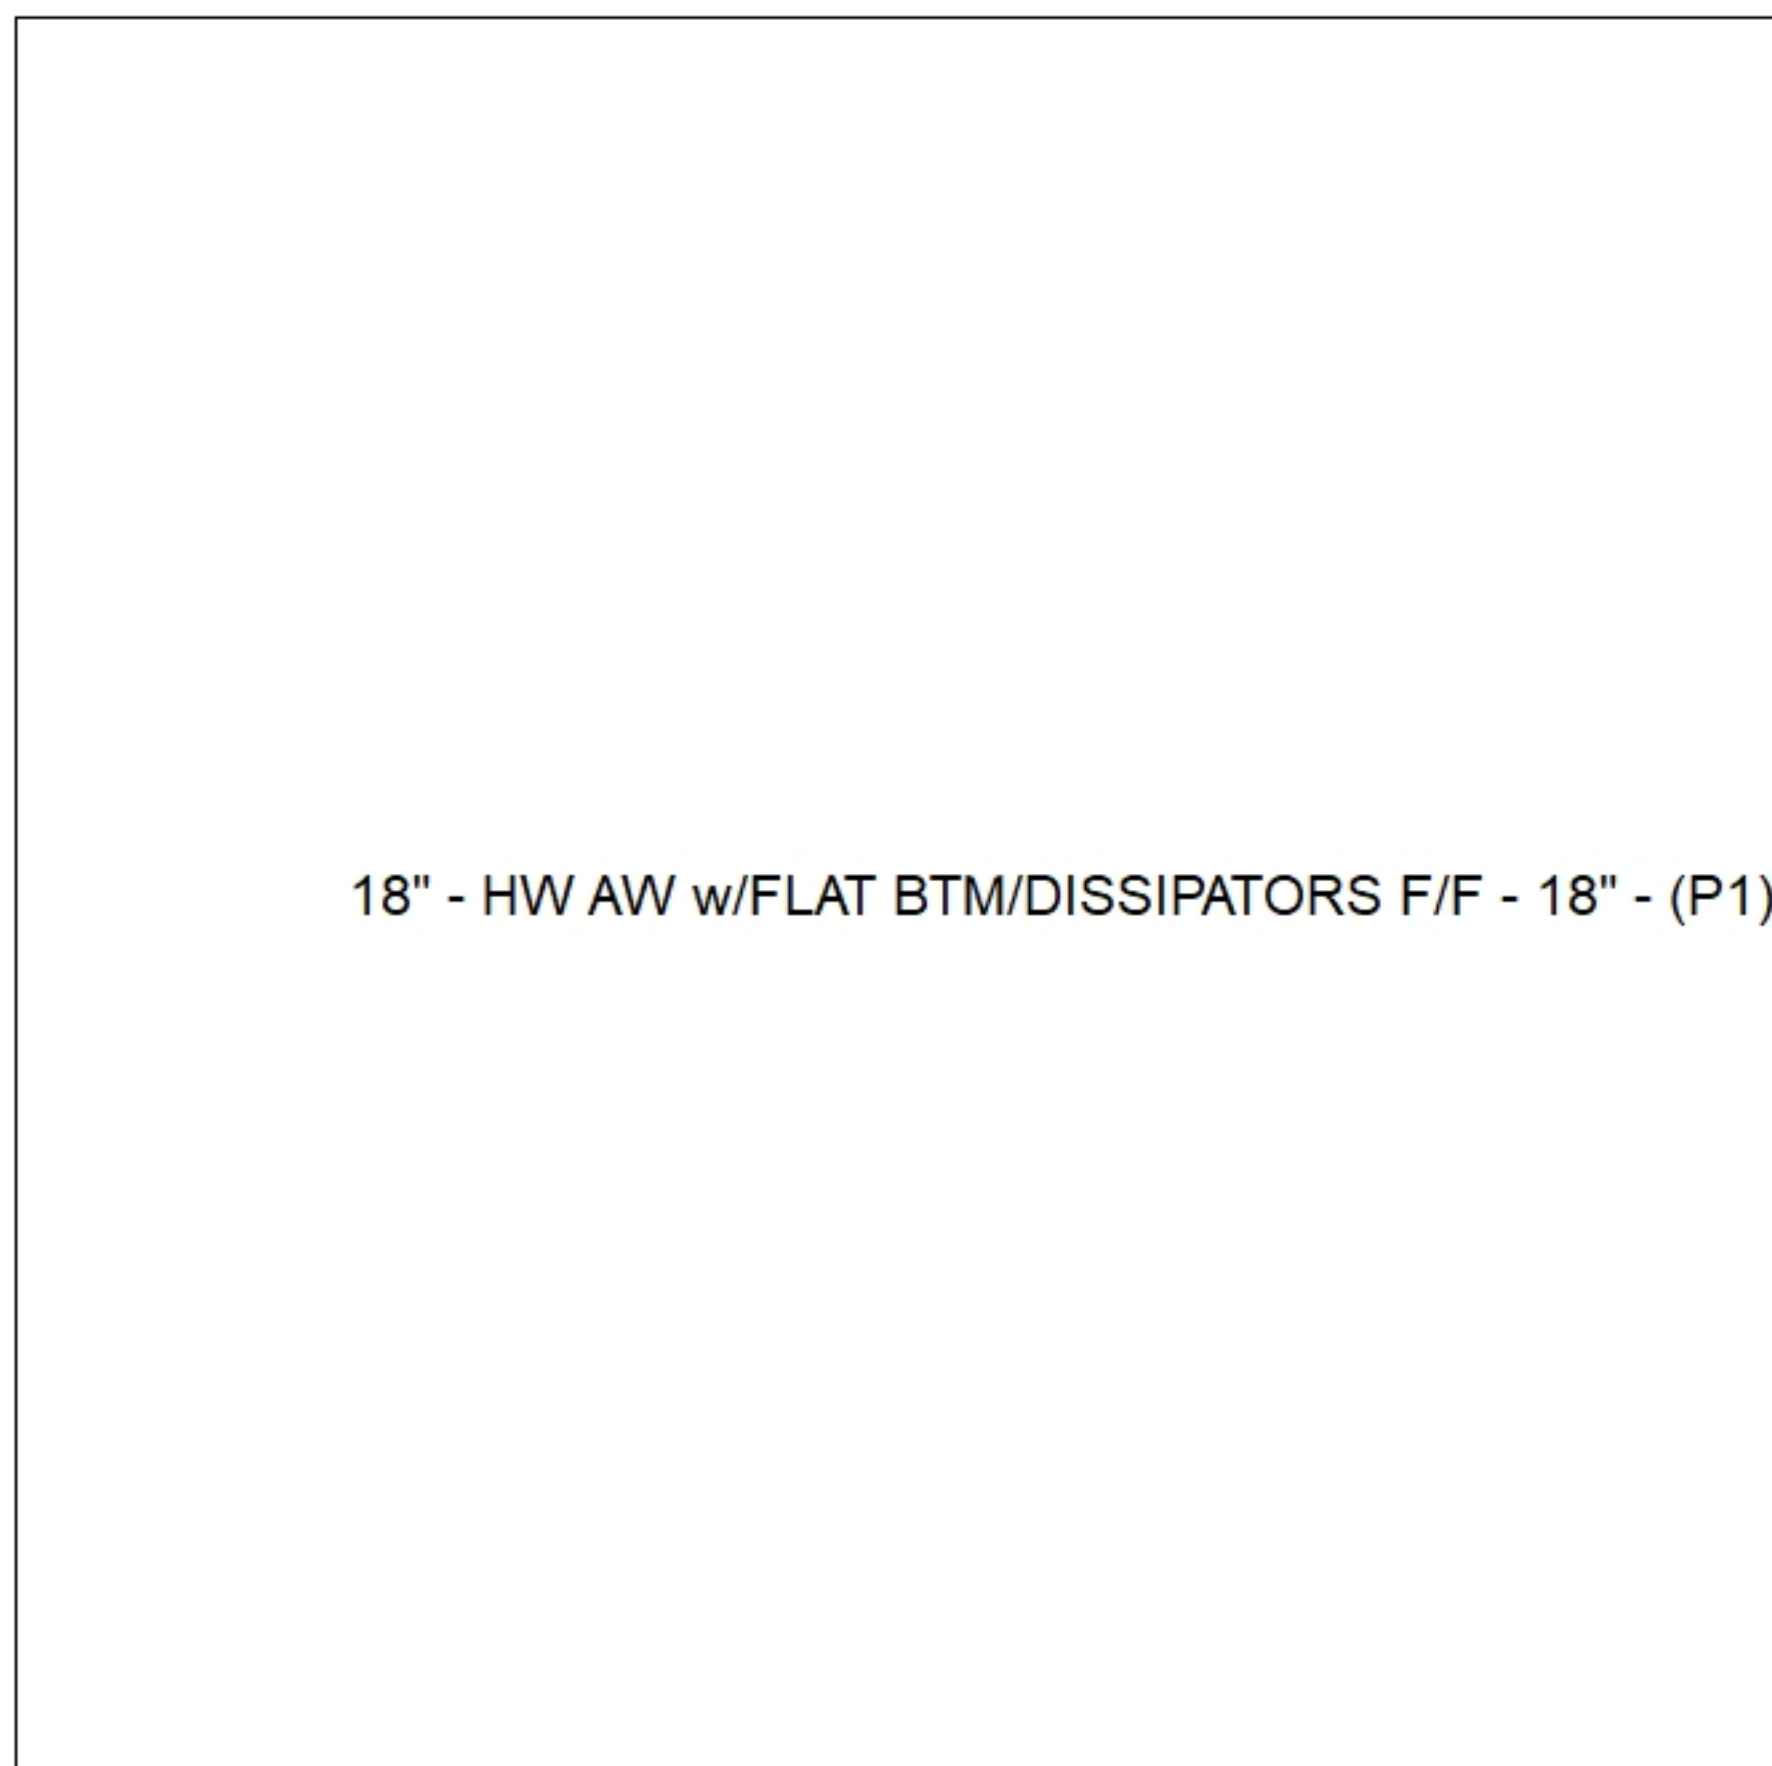 18" - HW AW w/FLAT BTM/DISSIPATORS F/F - 18" - (P1)